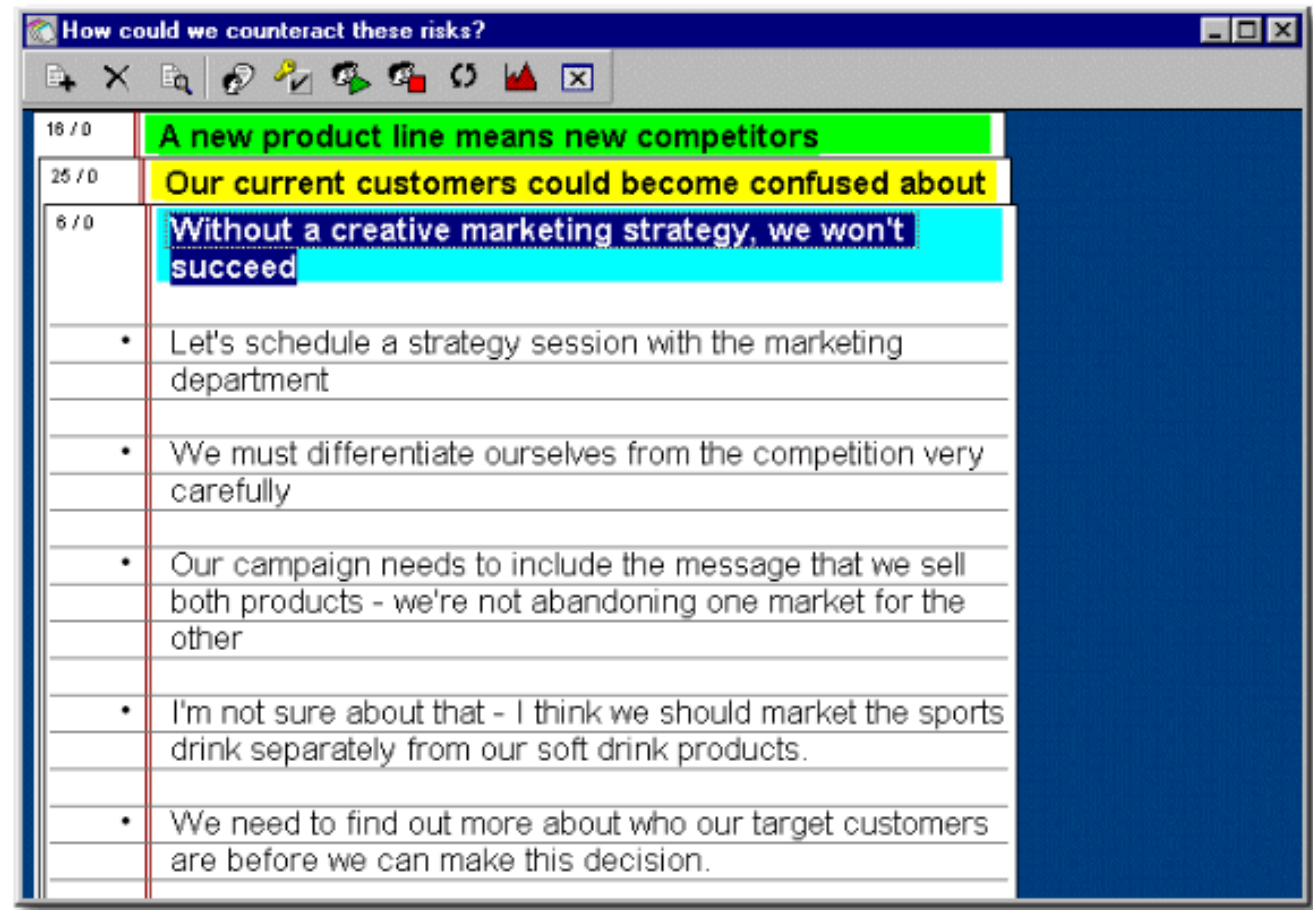 How could we counteract these risks?
16 / 0
A new product line means new competitors
25 / 0
Our current customers could become confused about
6 / 0
Without a creative marketing strategy, we won't
succeed
• Let's schedule a strategy session with the marketing
department
• We must differentiate ourselves from the competition very
carefully
• Our campaign needs to include the message that we sell
both products - we're not abandoning one market for the
other
• I'm not sure about that - I think we should market the sports
drink separately from our soft drink products.
• We need to find out more about who our target customers
are before we can make this decision.